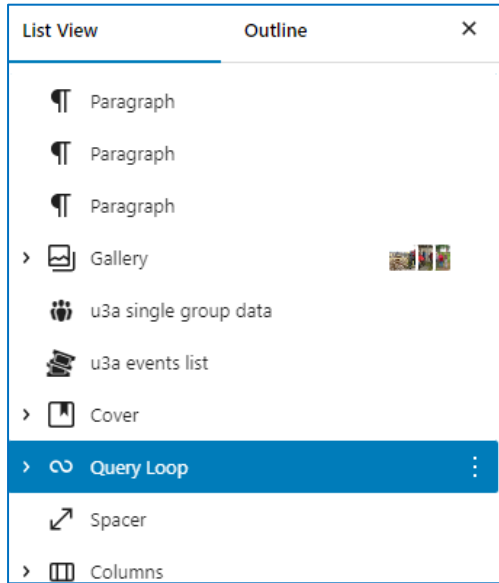 List View Outline
Paragraph
Paragraph
Paragraph
Gallery
u3a single group data
u3a events list
Cover
Query Loop
Spacer
Columns